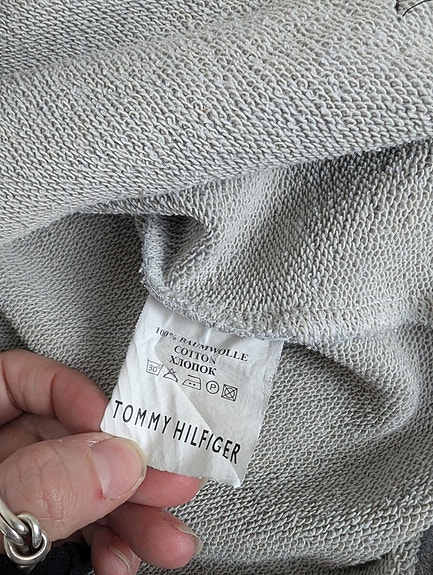 100% BAUMWOLLE
COTTON
ХЛОПОК
30° P
TOMMY HILFIGER